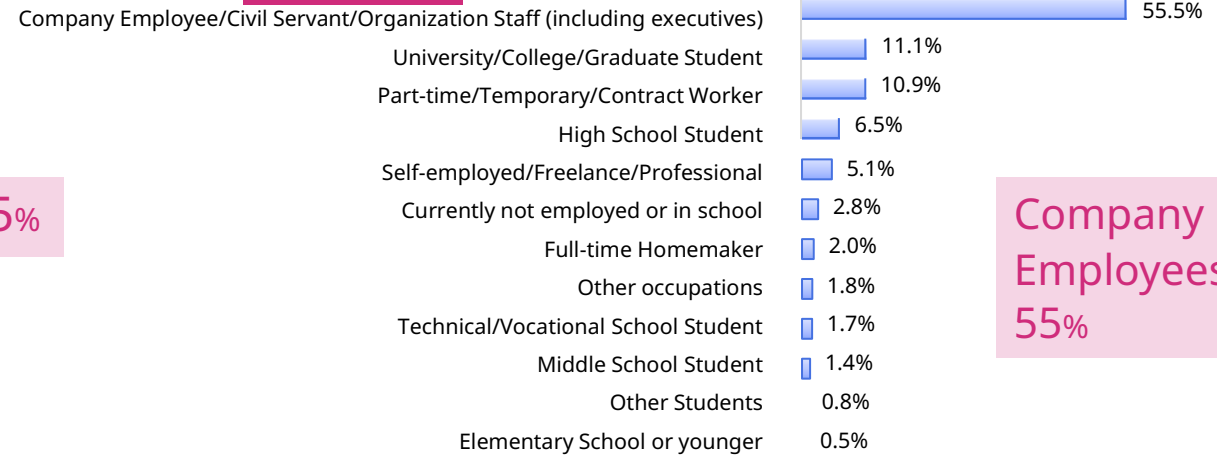 Company Employee/Civil Servant/Organization Staff (including executives) 55.5%
University/College/Graduate Student 11.1%
Part-time/Temporary/Contract Worker 10.9%
High School Student 6.5%
Self-employed/Freelance/Professional 5.1%
Currently not employed or in school 2.8%
Full-time Homemaker 2.0%
Other occupations 1.8%
Technical/Vocational School Student 1.7%
Middle School Student 1.4%
Other Students 0.8%
Elementary School or younger 0.5%
5%
Company
Employees
55%